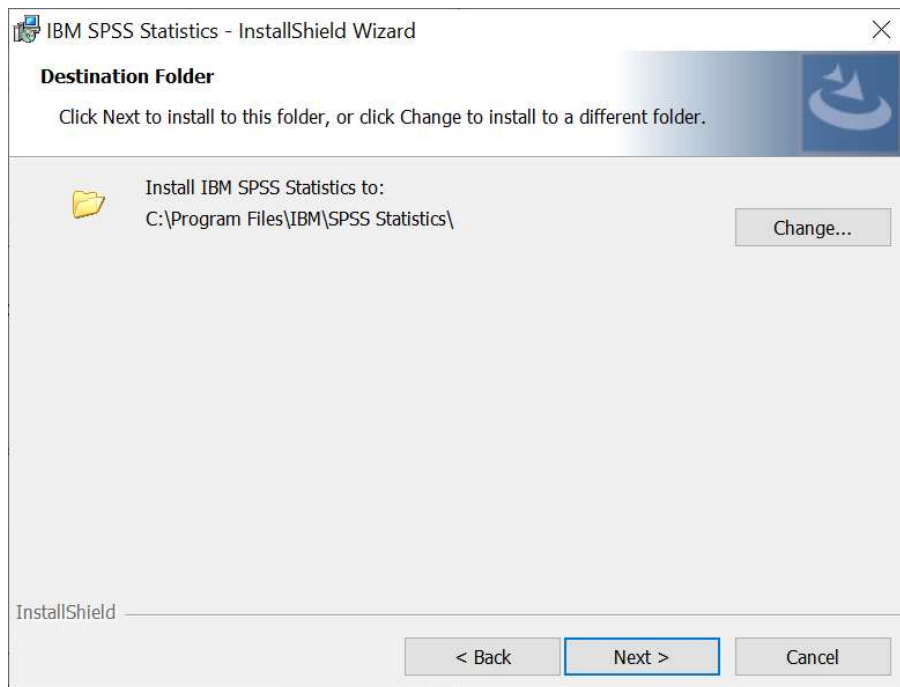 IBM SPSS Statistics - InstallShield Wizard
Destination Folder
Click Next to install to this folder, or click Change to install to a different folder.
Install IBM SPSS Statistics to:
C:\Program Files\IBM\SPSS Statistics\
Change...
InstallShield
< Back
Next >
Cancel